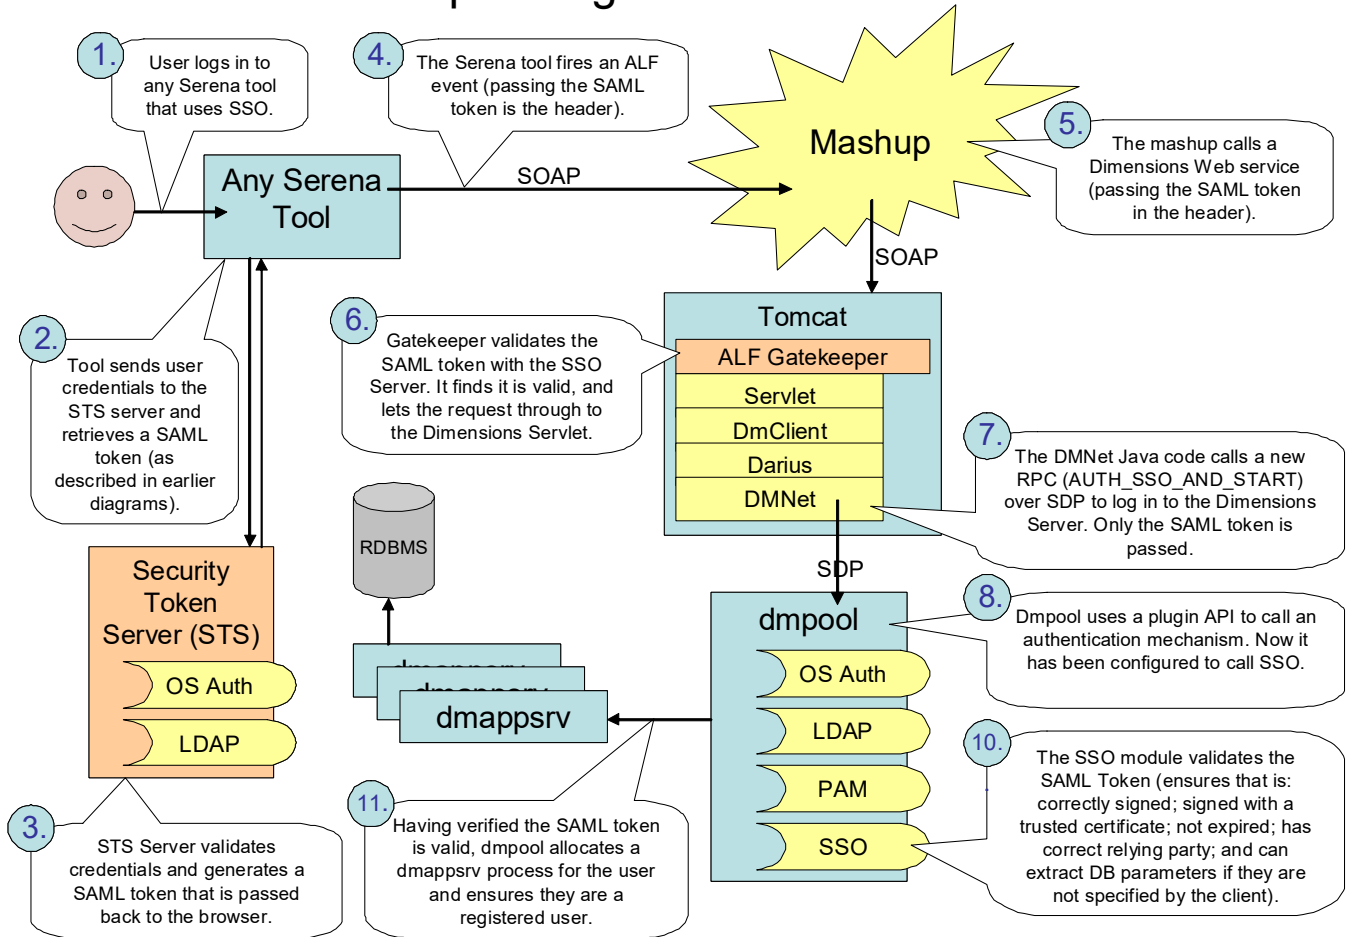 1.
User logs in to
any Serena tool
that uses SSO.
4.
The Serena tool fires an ALF
event (passing the SAML
token is the header).
Mashup
5.
The mashup calls a
Dimensions Web service
(passing the SAML token
in the header).
Any Serena
Tool
SOAP
SOAP
2.
Tool sends user
credentials to the
STS server and
retrieves a SAML
token (as
described in earlier
diagrams).
6.
Gatekeeper validates the
SAML token with the SSO
Server. It finds it is valid, and
lets the request through to
the Dimensions Servlet.
Tomcat
ALF Gatekeeper
Servlet
DmClient
Darius
DMNet
7.
The DMNet Java code calls a new
RPC (AUTH_SSO_AND_START)
over SDP to log in to the Dimensions
Server. Only the SAML token is
passed.
RDBMS
SDP
Security
Token
Server (STS)
OS Auth
LDAP
dmpool
OS Auth
LDAP
PAM
SSO
8.
Dmpool uses a plugin API to call an
authentication mechanism. Now it
has been configured to call SSO.
dmappsrv
10.
The SSO module validates the
SAML Token (ensures that is:
correctly signed; signed with a
trusted certificate; not expired; has
correct relying party; and can
extract DB parameters if they are
not specified by the client).
3.
STS Server validates
credentials and generates a
SAML token that is passed
back to the browser.
11.
Having verified the SAML token
is valid, dmpool allocates a
dmappsrv process for the user
and ensures they are a
registered user.